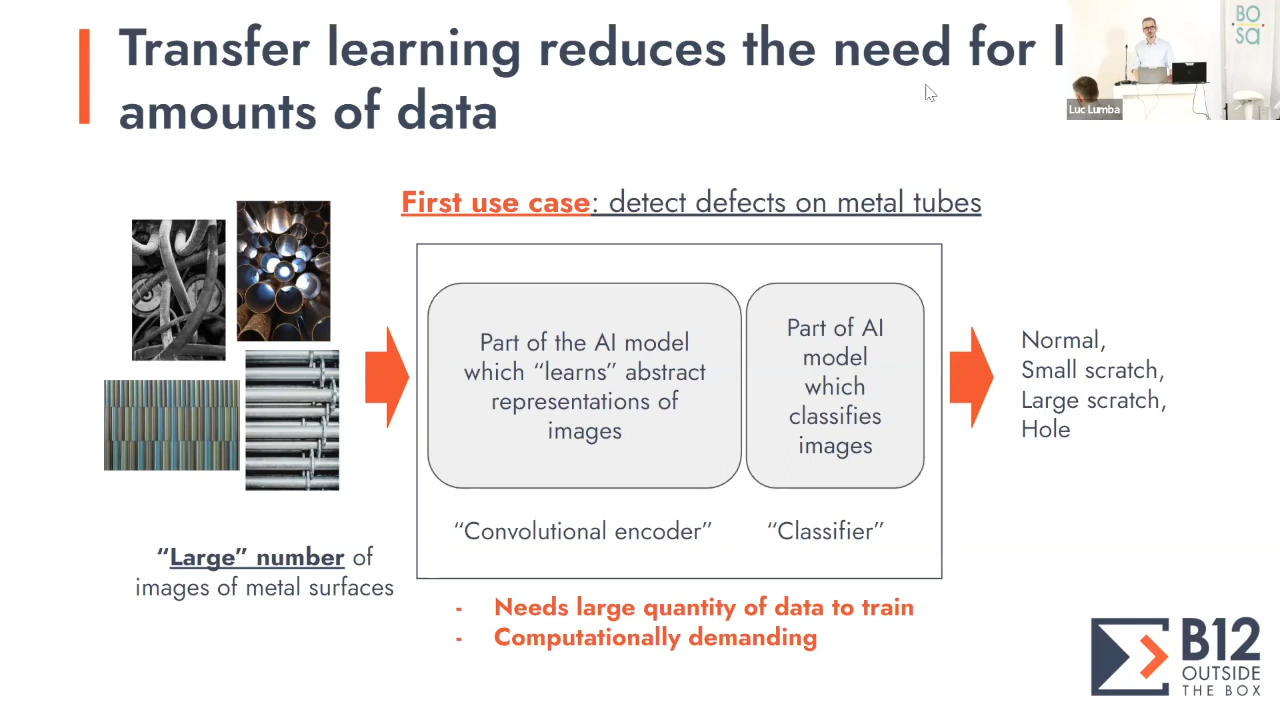 Transfer learning reduces the need for l
amounts of data
BO
SA
Luc Lumba
First use case: detect defects on metal tubes
Part of the AI model
which “learns” abstract
representations of
images
Part of AI
model
which
classifies
images
Normal,
Small scratch,
Large scratch,
Hole
“Convolutional encoder”
“Classifier”
“Large” number of
images of metal surfaces
- Needs large quantity of data to train
- Computationally demanding
B12
OUTSIDE
THE BOX